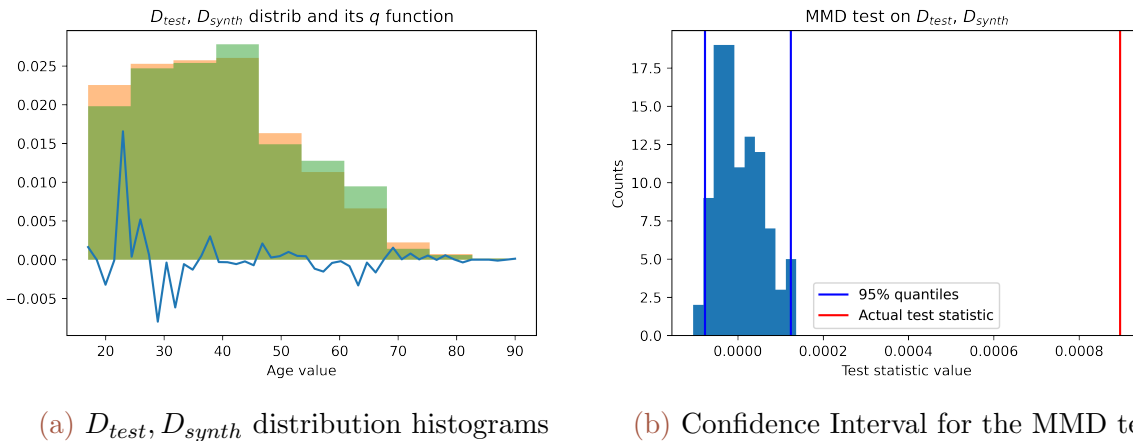 D_test, D_synth distrib and its q function
0.025
0.020
0.015
0.010
0.005
0.000
−0.005
20 30 40 50 60 70 80 90
Age value
(a) D_test, D_synth distribution histograms
MMD test on D_test, D_synth
Counts
17.5
15.0
12.5
10.0
7.5
5.0
2.5
0.0
95% quantiles
Actual test statistic
0.0000 0.0002 0.0004 0.0006 0.0008
Test statistic value
(b) Confidence Interval for the MMD te